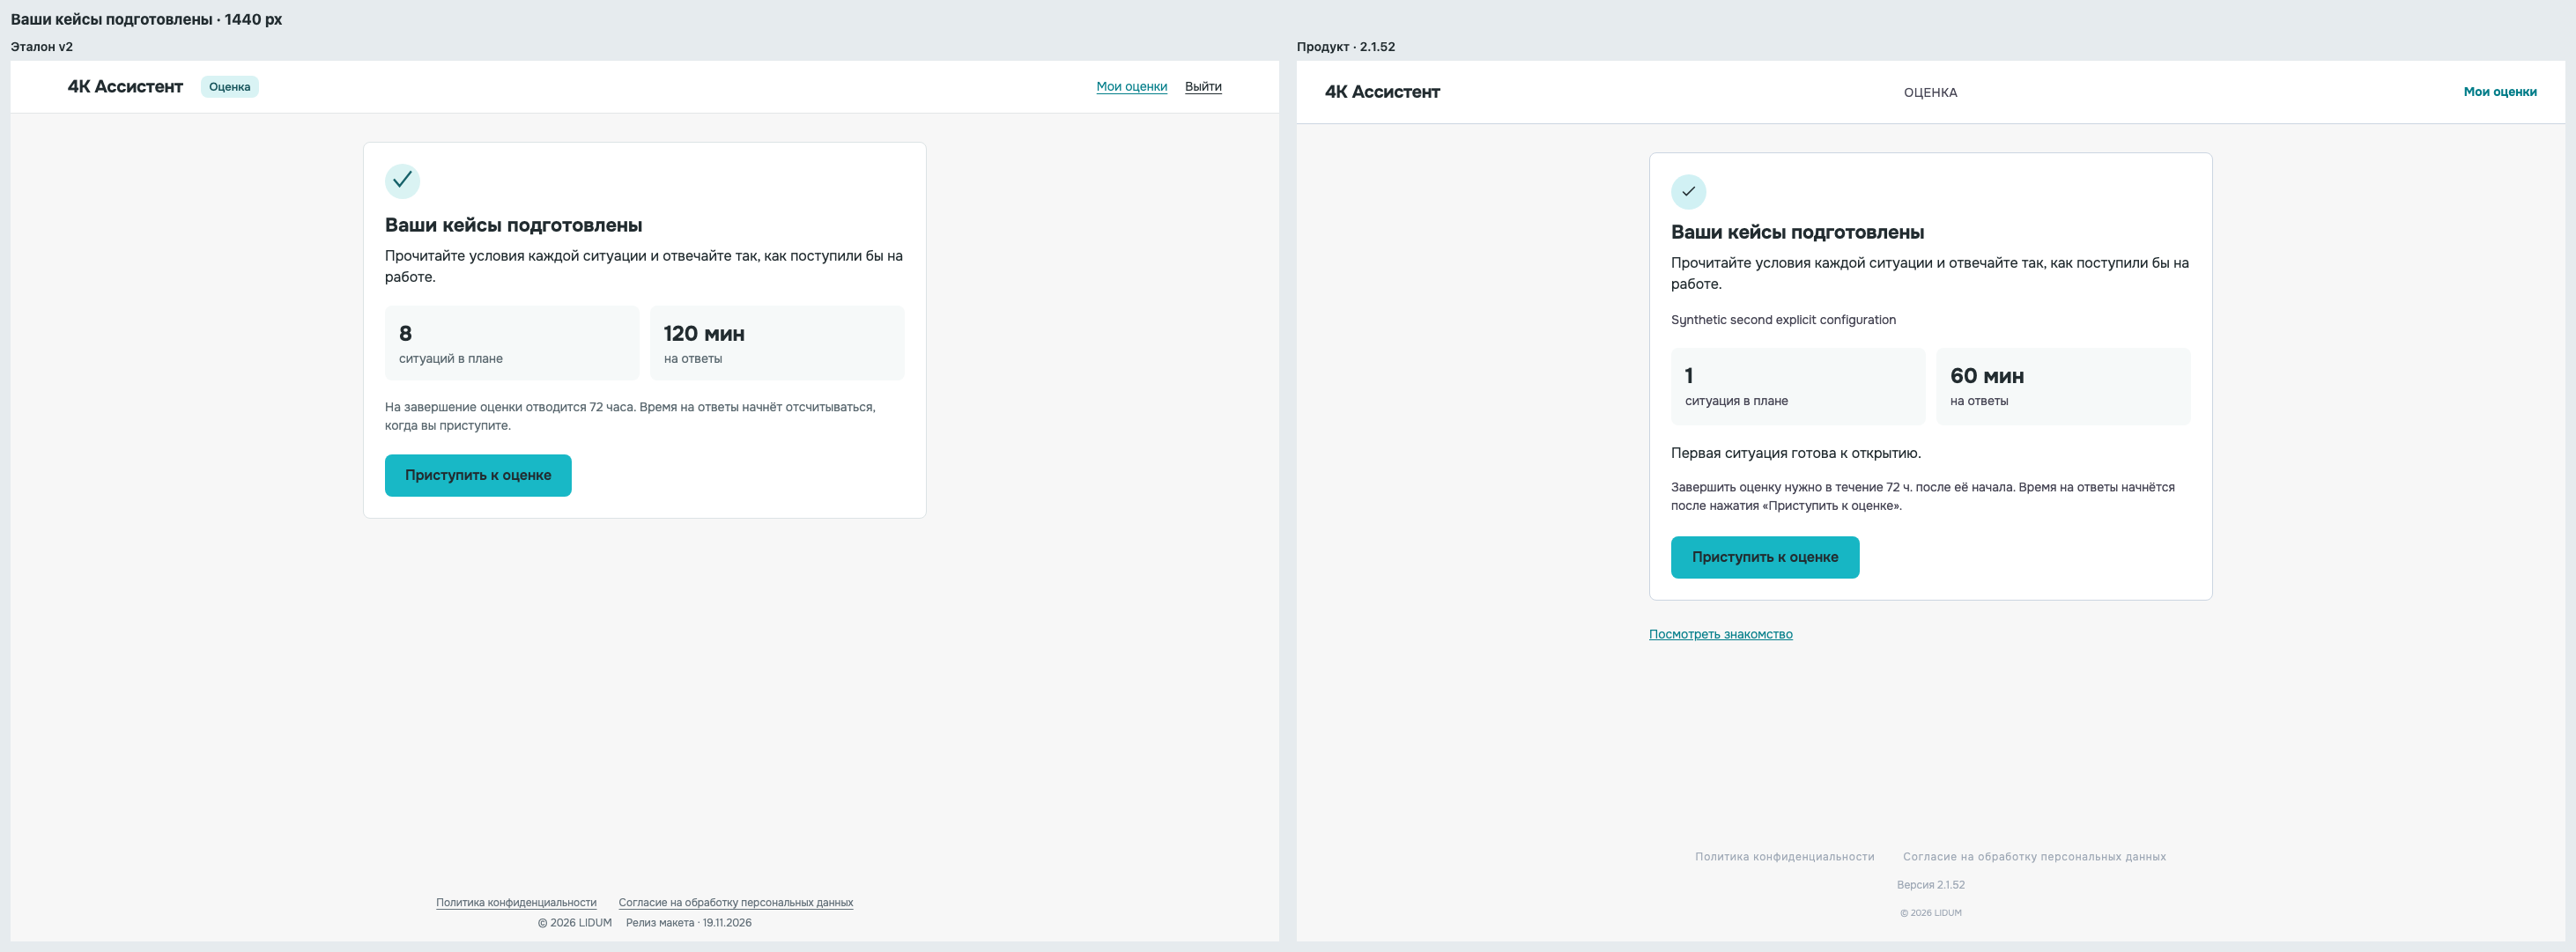 Ваши кейсы подготовлены · 1440 px
Эталон v2
4К Ассистент
Оценка
Мои оценки
Выйти
Ваши кейсы подготовлены
Прочитайте условия каждой ситуации и отвечайте так, как поступили бы на
работе.
8
ситуаций в плане
120 мин
на ответы
На завершение оценки отводится 72 часа. Время на ответы начнёт отсчитываться,
когда вы приступите.
Приступить к оценке
Политика конфиденциальности
Согласие на обработку персональных данных
© 2026 LIDUM
Релиз макета · 19.11.2026
Продукт · 2.1.52
4К Ассистент
ОЦЕНКА
Мои оценки
Ваши кейсы подготовлены
Прочитайте условия каждой ситуации и отвечайте так, как поступили бы на
работе.
Synthetic second explicit configuration
1
ситуация в плане
60 мин
на ответы
Первая ситуация готова к открытию.
Завершить оценку нужно в течение 72 ч. после её начала. Время на ответы начнётся
после нажатия «Приступить к оценке».
Приступить к оценке
Посмотреть знакомство
Политика конфиденциальности
Согласие на обработку персональных данных
Версия 2.1.52
© 2026 LIDUM